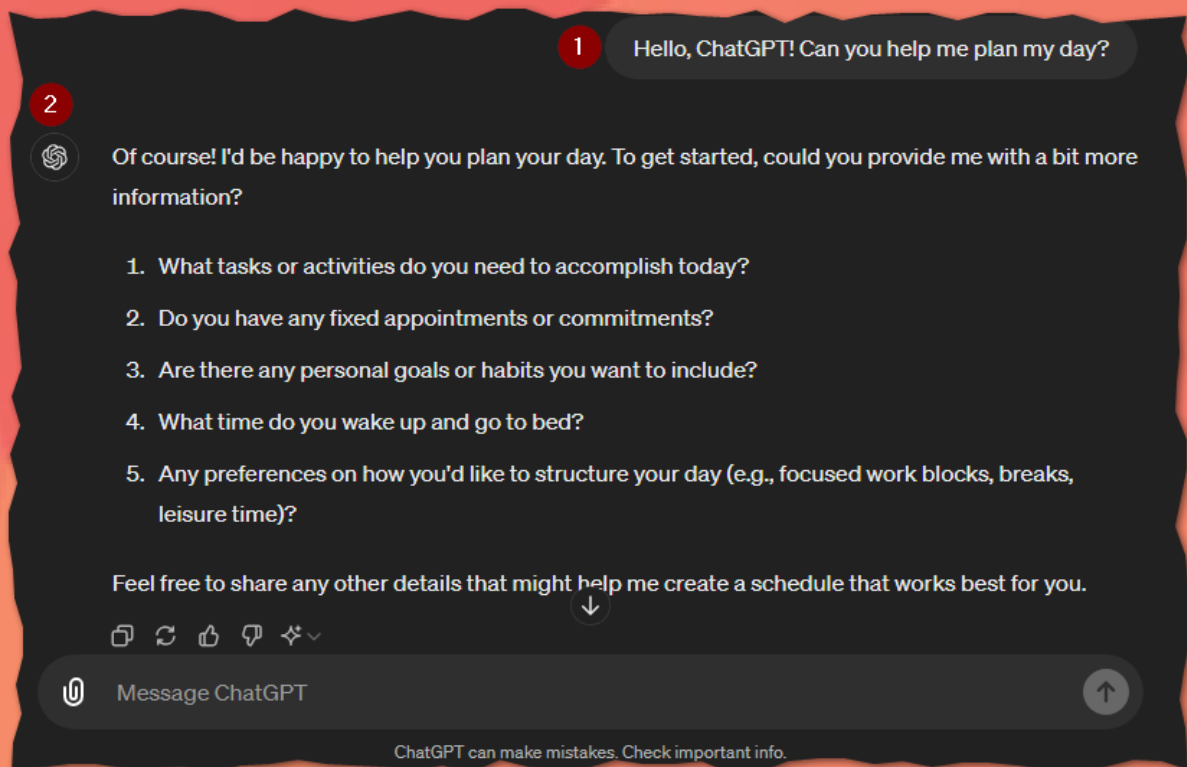 1 Hello, ChatGPT! Can you help me plan my day?
2
Of course! I'd be happy to help you plan your day. To get started, could you provide me with a bit more
information?
1. What tasks or activities do you need to accomplish today?
2. Do you have any fixed appointments or commitments?
3. Are there any personal goals or habits you want to include?
4. What time do you wake up and go to bed?
5. Any preferences on how you'd like to structure your day (e.g., focused work blocks, breaks,
leisure time)?
Feel free to share any other details that might help me create a schedule that works best for you.
Message ChatGPT
ChatGPT can make mistakes. Check important info.